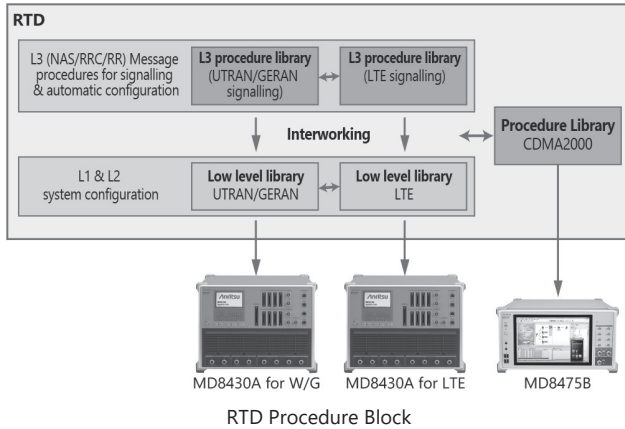 RTD
L3 (NAS/RRC/RR) Message
procedures for signalling
& automatic configuration
L3 procedure library
(UTRAN/GERAN
signalling)
L3 procedure library
(LTE signalling)
Interworking
Procedure Library
CDMA2000
L1 & L2
system configuration
Low level library
UTRAN/GERAN
Low level library
LTE
Anritsu
Anritsu
MD8430A for W/G
MD8430A for LTE
MD8475B
RTD Procedure Block